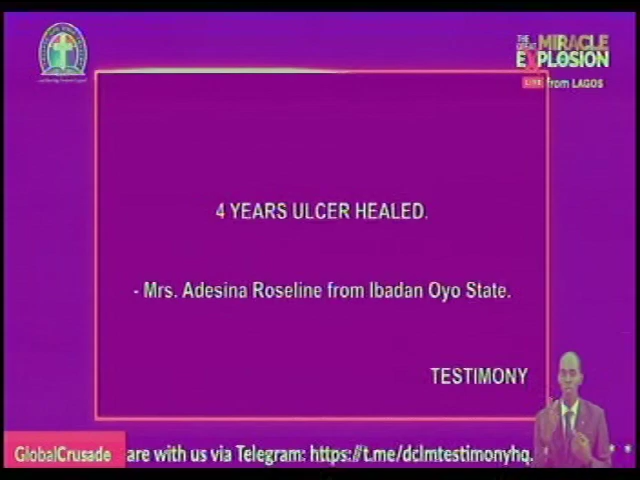 THE GREAT MIRACLE
EXPLOSION
LIVE from LAGOS
4 YEARS ULCER HEALED.
- Mrs. Adesina Roseline from Ibadan Oyo State.
TESTIMONY
GlobalCrusade are with us via Telegram: https://t.me/dclmtestimonyhq.